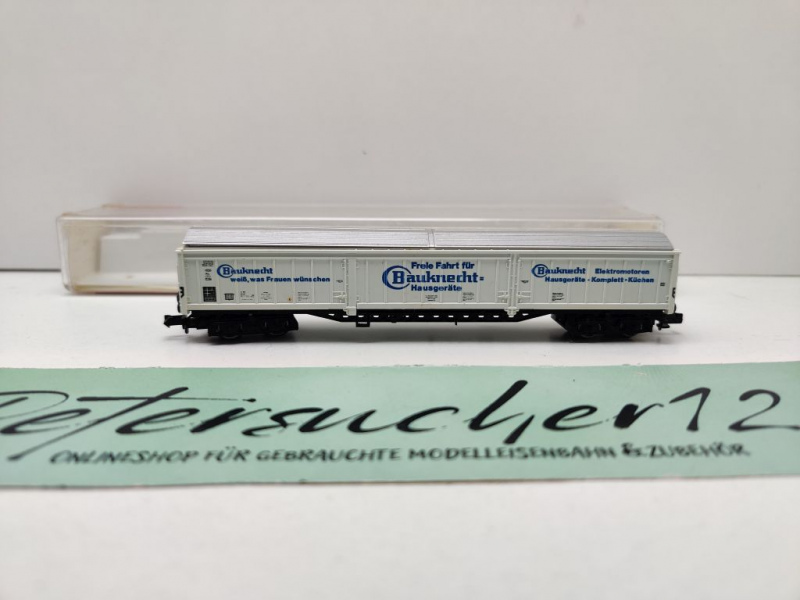 Bauknecht
weiß, was Frauen wünschen
Freie Fahrt für
Bauknecht-
Hausgeräte
Bauknecht Elektromotoren
Hausgeräte · Komplett-Küchen
Petersucher12
ONLINESHOP FÜR GEBRAUCHTE MODELLEISENBAHN & ZUBEHÖR